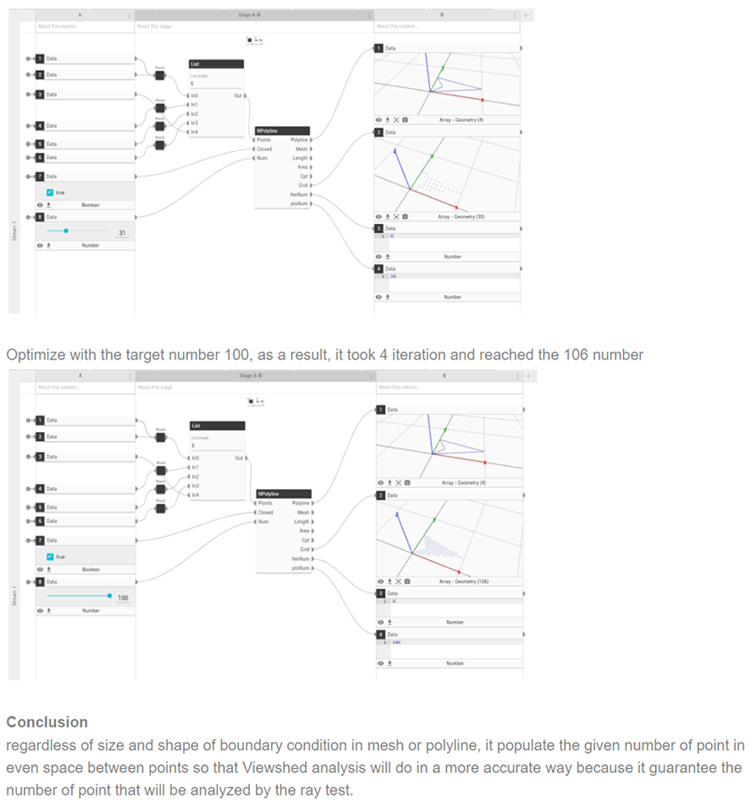 A
Stage A-B
B
About this column...
About this stage...
About this column...
1 Data
2 Data
3 Data
4 Data
5 Data
6 Data
7 Data
true
Boolean
8 Data
31
Number
Stream 1
Point
Point
Point
Point
List
List length
5
In0 Out
In1
In2
In3
In4
NPolyline
Points Polyline
Closed Mesh
Num Length
Area
Cpt
Grid
IterNum
ptsNum
1 Data
Array - Geometry (4)
2 Data
Array - Geometry (30)
3 Data
Number
4 Data
Number
Optimize with the target number 100, as a result, it took 4 iteration and reached the 106 number
A
Stage A-B
B
About this column...
About this stage...
About this column...
1 Data
2 Data
3 Data
4 Data
5 Data
6 Data
7 Data
true
Boolean
8 Data
100
Number
Stream 1
Point
Point
Point
Point
List
List length
5
In0 Out
In1
In2
In3
In4
NPolyline
Points Polyline
Closed Mesh
Num Length
Area
Cpt
Grid
IterNum
ptsNum
1 Data
Array - Geometry (4)
2 Data
Array - Geometry (106)
3 Data
Number
4 Data
Number
Conclusion
regardless of size and shape of boundary condition in mesh or polyline, it populate the given number of point in
even space between points so that Viewshed analysis will do in a more accurate way because it guarantee the
number of point that will be analyzed by the ray test.